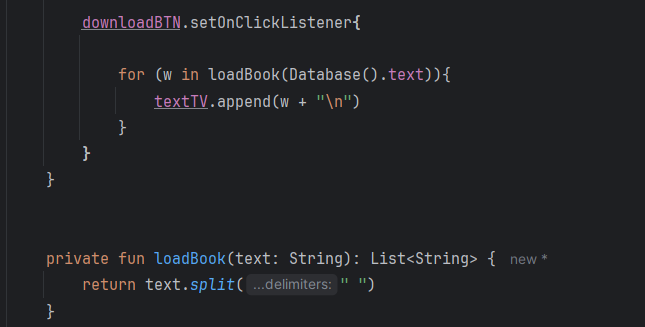 downloadBTN.setOnClickListener{
for (w in loadBook(Database().text)){
textTV.append(w + "\n")
}
}
}
private fun loadBook(text: String): List<String> { new *
return text.split( ...delimiters: " ")
}